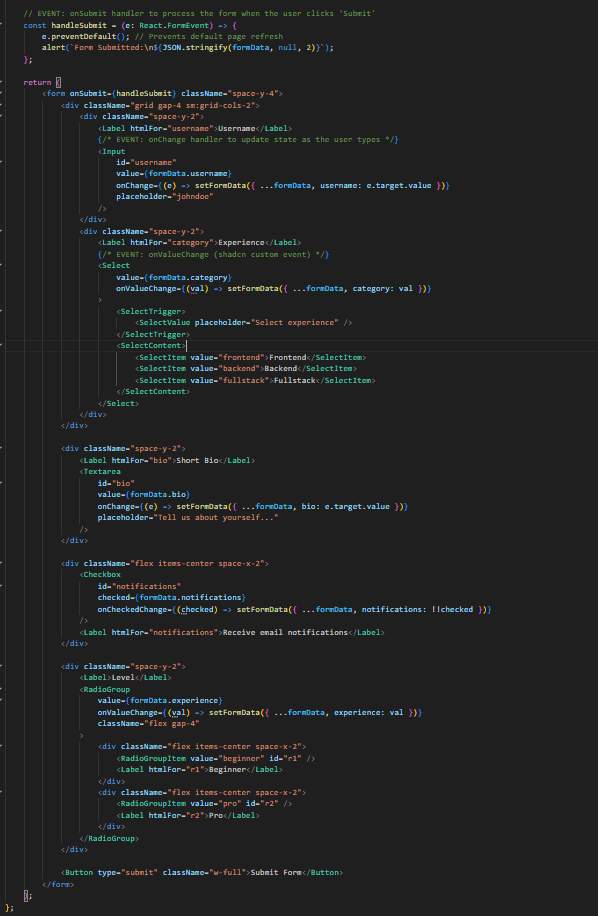 // EVENT: onSubmit handler to process the form when the user clicks 'Submit'
const handleSubmit = (e: React.FormEvent) => {
e.preventDefault(); // Prevents default page refresh
alert(`Form Submitted:\n${JSON.stringify(formData, null, 2)}`);
};
return (
<form onSubmit={handleSubmit} className="space-y-4">
<div className="grid gap-4 sm:grid-cols-2">
<div className="space-y-2">
<Label htmlFor="username">Username</Label>
{/* EVENT: onChange handler to update state as the user types */}
<Input
id="username"
value={formData.username}
onChange={(e) => setFormData({ ...formData, username: e.target.value })}
placeholder="johndoe"
/>
</div>
<div className="space-y-2">
<Label htmlFor="category">Experience</Label>
{/* EVENT: onValueChange (shadcn custom event) */}
<Select
value={formData.category}
onValueChange={(val) => setFormData({ ...formData, category: val })}
>
<SelectTrigger>
<SelectValue placeholder="Select experience" />
</SelectTrigger>
<SelectContent>
<SelectItem value="frontend">Frontend</SelectItem>
<SelectItem value="backend">Backend</SelectItem>
<SelectItem value="fullstack">Fullstack</SelectItem>
</SelectContent>
</Select>
</div>
</div>
<div className="space-y-2">
<Label htmlFor="bio">Short Bio</Label>
<Textarea
id="bio"
value={formData.bio}
onChange={(e) => setFormData({ ...formData, bio: e.target.value })}
placeholder="Tell us about yourself..."
/>
</div>
<div className="flex items-center space-x-2">
<Checkbox
id="notifications"
checked={formData.notifications}
onCheckedChange={(checked) => setFormData({ ...formData, notifications: !!checked })}
/>
<Label htmlFor="notifications">Receive email notifications</Label>
</div>
<div className="space-y-2">
<Label>Level</Label>
<RadioGroup
value={formData.experience}
onValueChange={(val) => setFormData({ ...formData, experience: val })}
className="flex gap-4"
>
<div className="flex items-center space-x-2">
<RadioGroupItem value="beginner" id="r1" />
<Label htmlFor="r1">Beginner</Label>
</div>
<div className="flex items-center space-x-2">
<RadioGroupItem value="pro" id="r2" />
<Label htmlFor="r2">Pro</Label>
</div>
</RadioGroup>
</div>
<Button type="submit" className="w-full">Submit Form</Button>
</form>
);
};